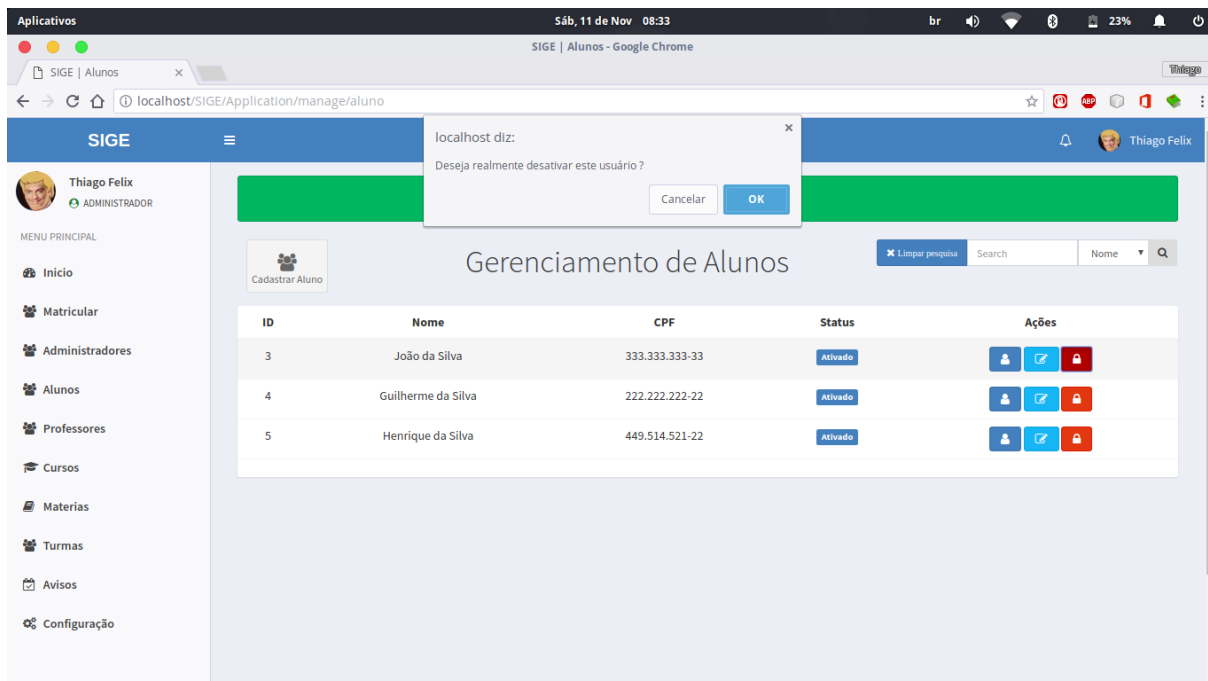 Aplicativos Sáb, 11 de Nov 08:33 br 23%
SIGE | Alunos - Google Chrome
SIGE | Alunos Thiago
localhost/SIGE/Application/manage/aluno ABP
SIGE Thiago Felix
localhost diz:
Deseja realmente desativar este usuário ?
Cancelar OK
Thiago Felix
ADMINISTRADOR
MENU PRINCIPAL
Inicio
Matricular
Administradores
Alunos
Professores
Cursos
Materias
Turmas
Avisos
Configuração
Cadastrar Aluno
Gerenciamento de Alunos
Limpar pesquisa Search Nome
ID Nome CPF Status Ações
3 João da Silva 333.333.333-33 Ativado
4 Guilherme da Silva 222.222.222-22 Ativado
5 Henrique da Silva 449.514.521-22 Ativado